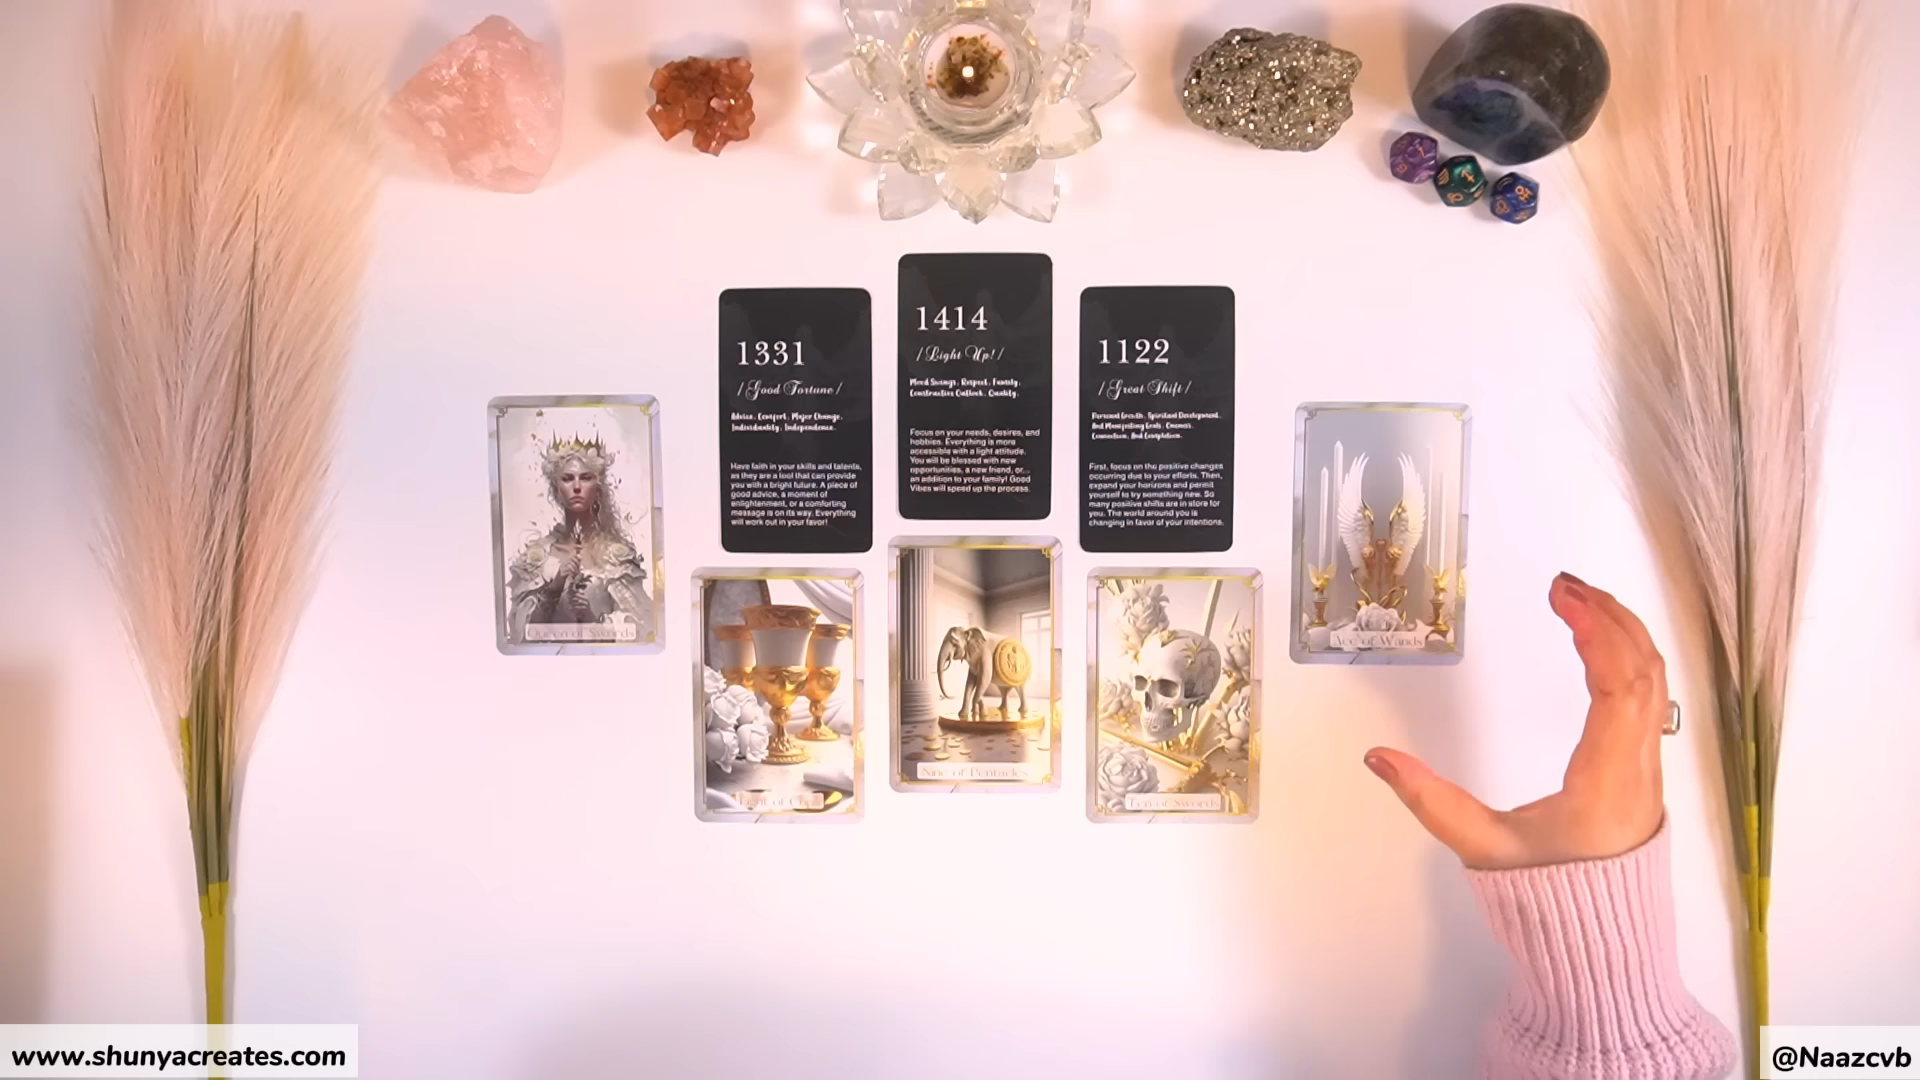 1331
/Good Fortune/
Advice. Comfort. Major Change.
Individuality. Independence.
Have faith in your skills and talents,
as they are a tool that can provide
you with a bright future. A piece of
good advice, a moment of
enlightenment, or a comforting
message is on its way. Everything
will work out in your favor!
1414
/Light Up!/
Mood Swings. Respect. Family.
Constructive Outlook. Quality.
Focus on your needs, desires, and
hobbies. Everything is more
accessible with a light attitude.
You will be blessed with new
opportunities, a new friend, or...
an addition to your family! Good
Vibes will speed up the process.
1122
/Great Shift/
Personal Growth. Spiritual Development.
And Manifesting Goals. Oneness.
Connection. And Completion.
First, focus on the positive changes
occurring due to your efforts. Then,
expand your horizons and permit
yourself to try something new. So
many positive shifts are in store for
you. The world around you is
changing in favor of your intentions.
Queen of Swords
of
Nine of Pentacles
Ten of Swords
Ace of Wands
www.shunyacreates.com
@Naazcvb